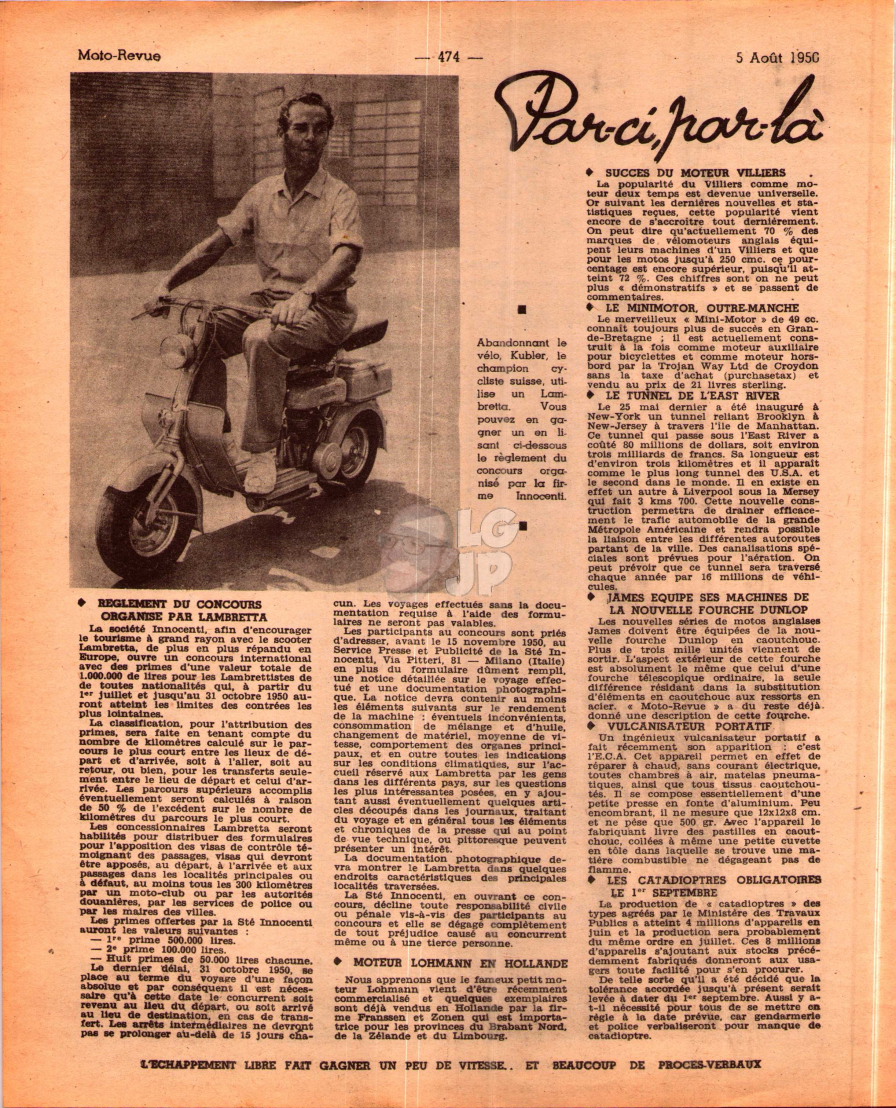 Moto-Revue
— 474 —
5 Août 1950
Par-ci, par-là
Abandonnant le
vélo, Kubler, le
champion cy-
cliste suisse, uti-
lise un Lam-
bretta. Vous
pouvez en ga-
gner un en li-
sant ci-dessous
le règlement du
concours orga-
nisé par la fir-
me Innocenti.
LG
JP
♦ REGLEMENT DU CONCOURS
ORGANISE PAR LAMBRETTA
La société Innocenti, afin d'encourager
le tourisme à grand rayon avec le scooter
Lambretta, de plus en plus répandu en
Europe, ouvre un concours international
avec des primes d'une valeur totale de
1.000.000 de lires pour les Lambrettistes de
de toutes nationalités qui, à partir du
1er juillet et jusqu'au 31 octobre 1950 au-
ront atteint les limites des contrées les
plus lointaines.
La classification, pour l'attribution des
primes, sera faite en tenant compte du
nombre de kilomètres calculé sur le par-
cours le plus court entre les lieux de dé-
part et d'arrivée, soit à l'aller, soit au
retour, ou bien, pour les transferts seule-
ment entre le lieu de départ et celui d'ar-
rivée. Les parcours supérieurs accomplis
éventuellement seront calculés à raison
de 50 % de l'excédent sur le nombre de
kilomètres du parcours le plus court.
Les concessionnaires Lambretta seront
habilités pour distribuer des formulaires
pour l'apposition des visas de contrôle té-
moignant des passages, visas qui devront
être apposés, au départ, à l'arrivée et aux
passages dans les localités principales ou
à défaut, au moins tous les 300 kilomètres
par un moto-club ou par les autorités
douanières, par les services de police ou
par les maires des villes.
Les primes offertes par la Sté Innocenti
auront les valeurs suivantes :
— 1re prime 500.000 lires.
— 2e prime 100.000 lires.
— Huit primes de 50.000 lires chacune.
Le dernier délai, 31 octobre 1950, se
place au terme du voyage d'une façon
absolue et par conséquent il est néces-
saire qu'à cette date le concurrent soit
revenu au lieu du départ, ou soit arrivé
au lieu de destination, en cas de trans-
fert. Les arrêts intermédiaires ne devront
pas se prolonger au-delà de 15 jours cha-
cun. Les voyages effectués sans la docu-
mentation requise à l'aide des formu-
laires ne seront pas valables.
Les participants au concours sont priés
d'adresser, avant le 15 novembre 1950, au
Service Presse et Publicité de la Sté In-
nocenti, Via Pitteri, 81 — Milano (Italie)
en plus du formulaire dûment rempli,
une notice détaillée sur le voyage effec-
tué et une documentation photographi-
que. La notice devra contenir au moins
les éléments suivants sur le rendement
de la machine : éventuels inconvénients,
consommation de mélange et d'huile,
changement de matériel, moyenne de vi-
tesse, comportement des organes princi-
paux, et en outre toutes les indications
sur les conditions climatiques, sur l'ac-
cueil réservé aux Lambretta par les gens
dans les différents pays, sur les questions
les plus intéressantes posées, en y ajou-
tant aussi éventuellement quelques arti-
cles découpés dans les journaux, traitant
du voyage et en général tous les éléments
et chroniques de la presse qui au point
de vue technique, ou pittoresque peuvent
présenter un intérêt.
La documentation photographique de-
vra montrer le Lambretta dans quelques
endroits caractéristiques des principales
localités traversées.
La Sté Innocenti, en ouvrant ce con-
cours, décline toute responsabilité civile
ou pénale vis-à-vis des participants au
concours et elle se dégage complètement
de tout préjudice causé au concurrent
même ou à une tierce personne.
♦ MOTEUR LOHMANN EN HOLLANDE
Nous apprenons que le fameux petit mo-
teur Lohmann vient d'être récemment
commercialisé et quelques exemplaires
sont déjà vendus en Hollande par la fir-
me Franssen et Zonen qui est importa-
trice pour les provinces du Brabant Nord,
de la Zélande et du Limbourg.
♦ SUCCES DU MOTEUR VILLIERS
La popularité du Villiers comme mo-
teur deux temps est devenue universelle.
Or suivant les dernières nouvelles et sta-
tistiques reçues, cette popularité vient
encore de s'accroître tout dernièrement.
On peut dire qu'actuellement 70 % des
marques de vélomoteurs anglais équi-
pent leurs machines d'un Villiers et que
pour les motos jusqu'à 250 cmc. ce pour-
centage est encore supérieur, puisqu'il at-
teint 72 %. Ces chiffres sont on ne peut
plus « démonstratifs » et se passent de
commentaires.
♦ LE MINIMOTOR, OUTRE-MANCHE
Le merveilleux « Mini-Motor » de 49 cc.
connaît toujours plus de succès en Gran-
de-Bretagne ; il est actuellement cons-
truit à la fois comme moteur auxiliaire
pour bicyclettes et comme moteur hors-
bord par la Trojan Way Ltd de Croydon
sans la taxe d'achat (purchasetax) et
vendu au prix de 21 livres sterling.
♦ LE TUNNEL DE L'EAST RIVER
Le 25 mai dernier a été inauguré à
New-York un tunnel reliant Brooklyn à
New-Jersey à travers l'île de Manhattan.
Ce tunnel qui passe sous l'East River a
coûté 80 millions de dollars, soit environ
trois milliards de francs. Sa longueur est
d'environ trois kilomètres et il apparaît
comme le plus long tunnel des U.S.A. et
le second dans le monde. Il en existe en
effet un autre à Liverpool sous la Mersey
qui fait 3 kms 700. Cette nouvelle cons-
truction permettra de drainer efficace-
ment le trafic automobile de la grande
Métropole Américaine et rendra possible
la liaison entre les différentes autoroutes
partant de la ville. Des canalisations spé-
ciales sont prévues pour l'aération. On
peut prévoir que ce tunnel sera traversé
chaque année par 16 millions de véhi-
cules.
♦ JAMES EQUIPE SES MACHINES DE
LA NOUVELLE FOURCHE DUNLOP
Les nouvelles séries de motos anglaises
James doivent être équipées de la nou-
velle fourche Dunlop en caoutchouc.
Plus de trois mille unités viennent de
sortir. L'aspect extérieur de cette fourche
est absolument le même que celui d'une
fourche télescopique ordinaire, la seule
différence résidant dans la substitution
d'éléments en caoutchouc aux ressorts en
acier. « Moto-Revue » a du reste déjà
donné une description de cette fourche.
♦ VULCANISATEUR PORTATIF
Un ingénieux vulcanisateur portatif a
fait récemment son apparition : c'est
l'E.C.A. Cet appareil permet en effet de
réparer à chaud, sans courant électrique,
toutes chambres à air, matelas pneuma-
tiques, ainsi que tous tissus caoutchou-
tés. Il se compose essentiellement d'une
petite presse en fonte d'aluminium. Peu
encombrant, il ne mesure que 12x12x8 cm.
et ne pèse que 500 gr. Avec l'appareil le
fabriquant livre des pastilles en caout-
chouc, collées à même une petite cuvette
en tôle dans laquelle se trouve une ma-
tière combustible ne dégageant pas de
flamme.
♦ LES CATADIOPTRES OBLIGATOIRES
LE 1er SEPTEMBRE
La production de « catadioptres » des
types agréés par le Ministère des Travaux
Publics a atteint 4 millions d'appareils en
juin et la production sera probablement
du même ordre en juillet. Ces 8 millions
d'appareils s'ajoutant aux stocks précé-
demment fabriqués donneront aux usa-
gers toute facilité pour s'en procurer.
De telle sorte qu'il a été décidé que la
tolérance accordée jusqu'à présent serait
levée à dater du 1er septembre. Aussi y a-
t-il nécessité pour tous de se mettre en
règle à la date prévue, car gendarmerie
et police verbaliseront pour manque de
catadioptre.
L'ECHAPPEMENT LIBRE FAIT GAGNER UN PEU DE VITESSE.. ET BEAUCOUP DE PROCES-VERBAUX